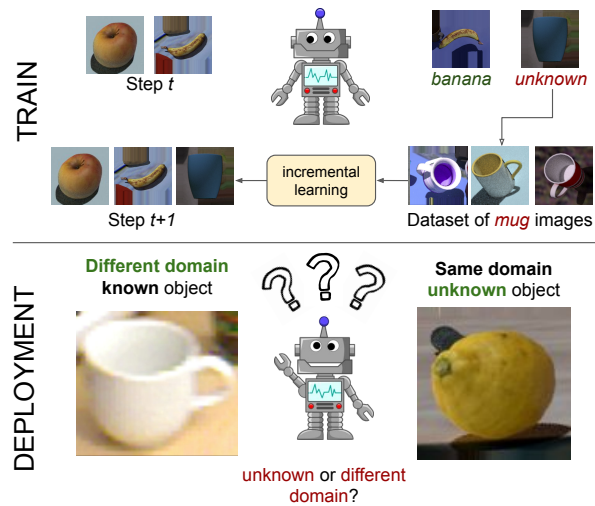 TRAIN
Step t
banana
unknown
incremental
learning
Step t+1
Dataset of mug images
DEPLOYMENT
Different domain
known object
? ? ?
Same domain
unknown object
unknown or different
domain?